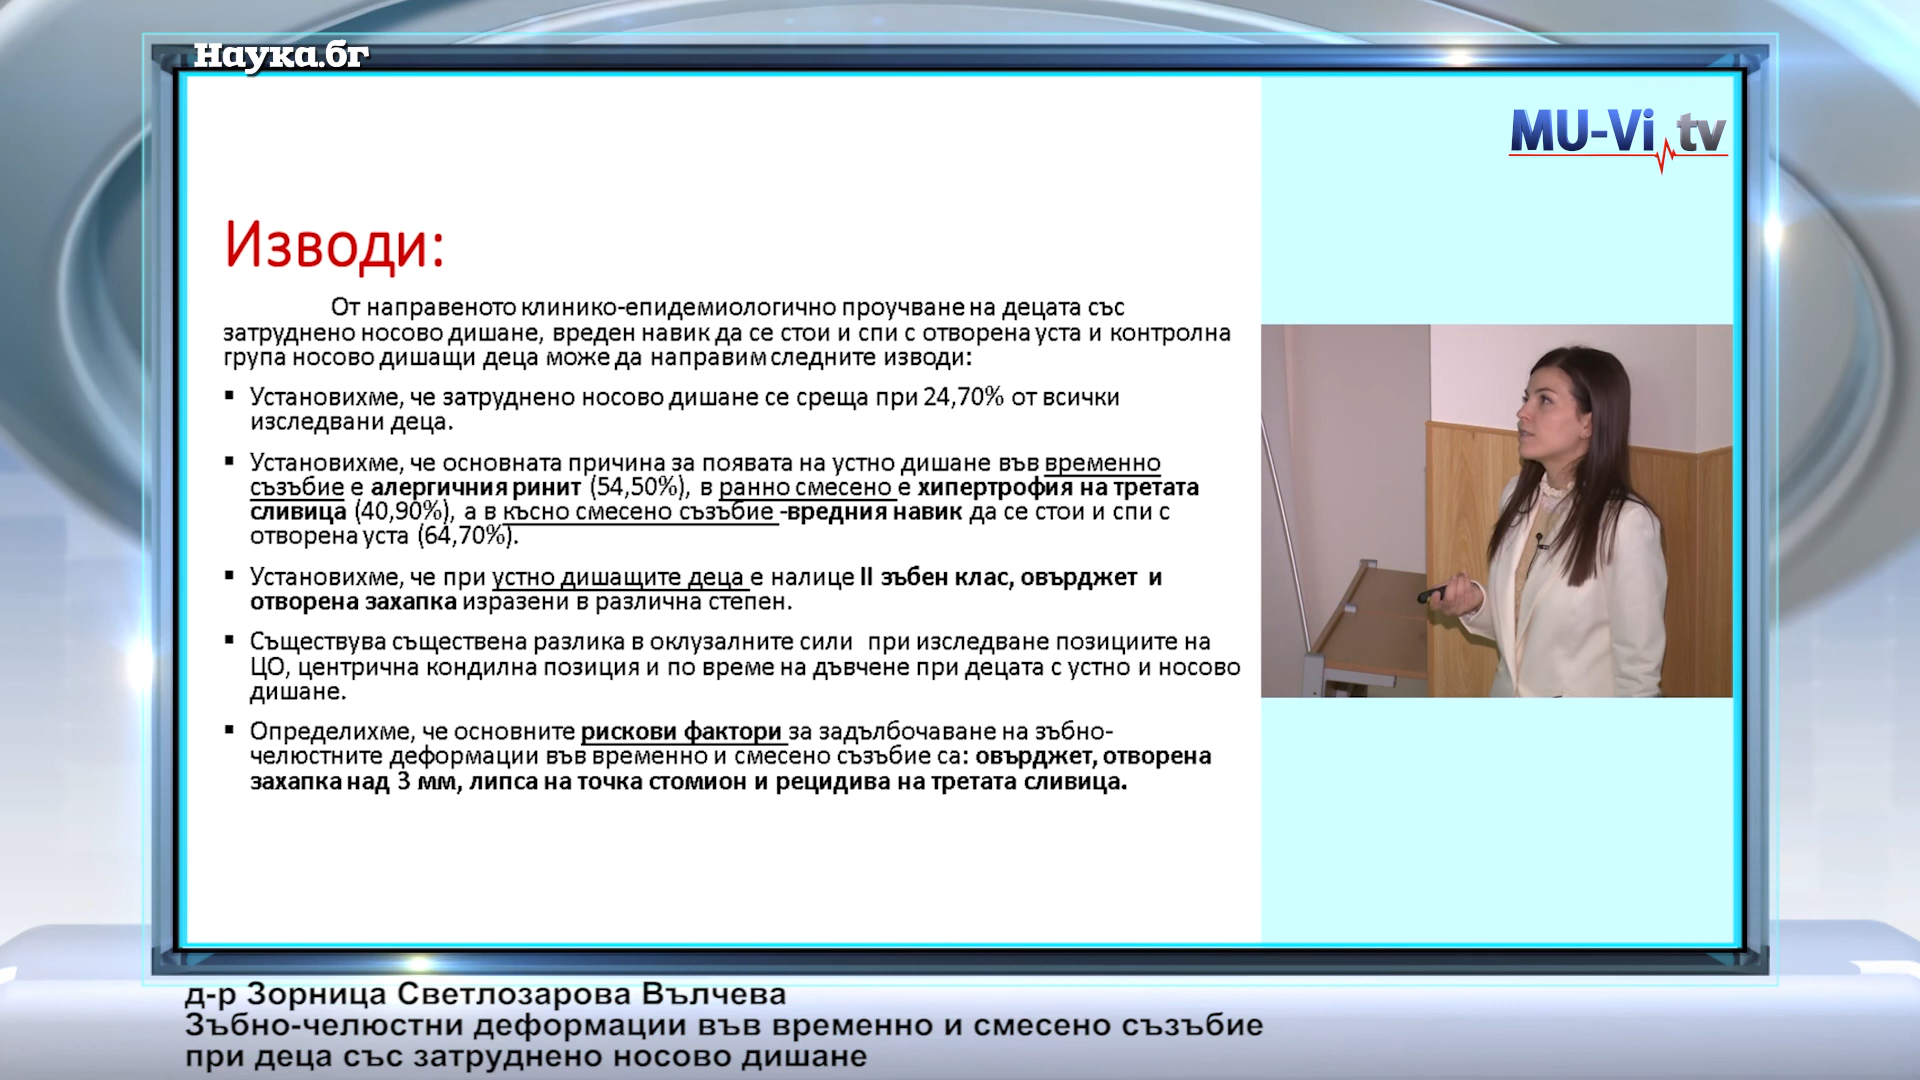 Наука.бг
MU-Vi tv
Изводи:
От направеното клинико-епидемиологично проучване на децата със
затруднено носово дишане, вреден навик да се стои и спи с отворена уста и контролна
група носово дишащи деца може да направим следните изводи:
▪ Установихме, че затруднено носово дишане се среща при 24,70% от всички
изследвани деца.
▪ Установихме, че основната причина за появата на устно дишане във временно
съзъбие е алергичния ринит (54,50%), в ранно смесено е хипертрофия на третата
сливица (40,90%), а в късно смесено съзъбие -вредния навик да се стои и спи с
отворена уста (64,70%).
▪ Установихме, че при устно дишащите деца е налице II зъбен клас, овърджет и
отворена захапка изразени в различна степен.
▪ Съществува съществена разлика в оклузалните сили при изследване позициите на
ЦО, центрична кондилна позиция и по време на дъвчене при децата с устно и носово
дишане.
▪ Определихме, че основните рискови фактори за задълбочаване на зъбно-
челюстните деформации във временно и смесено съзъбие са: овърджет, отворена
захапка над 3 мм, липса на точка стомион и рецидива на третата сливица.
д-р Зорница Светлозарова Вълчева
Зъбно-челюстни деформации във временно и смесено съзъбие
при деца със затруднено носово дишане